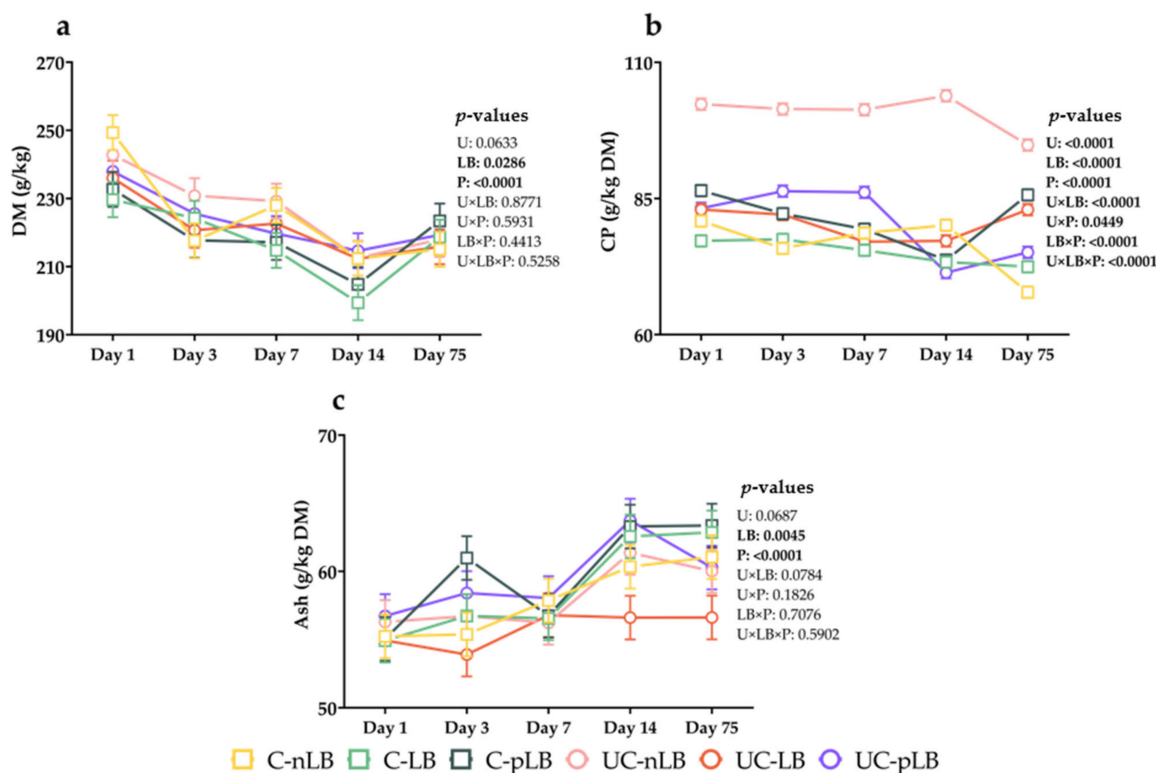 a
DM (g/kg)
270
250
230
210
190
Day 1 Day 3 Day 7 Day 14 Day 75
p-values
U: 0.0633
LB: 0.0286
P: <0.0001
U×LB: 0.8771
U×P: 0.5931
LB×P: 0.4413
U×LB×P: 0.5258
b
CP (g/kg DM)
110
85
60
Day 1 Day 3 Day 7 Day 14 Day 75
p-values
U: <0.0001
LB: <0.0001
P: <0.0001
U×LB: <0.0001
U×P: 0.0449
LB×P: <0.0001
U×LB×P: <0.0001
c
Ash (g/kg DM)
70
60
50
Day 1 Day 3 Day 7 Day 14 Day 75
p-values
U: 0.0687
LB: 0.0045
P: <0.0001
U×LB: 0.0784
U×P: 0.1826
LB×P: 0.7076
U×LB×P: 0.5902
C-nLB C-LB C-pLB UC-nLB UC-LB UC-pLB